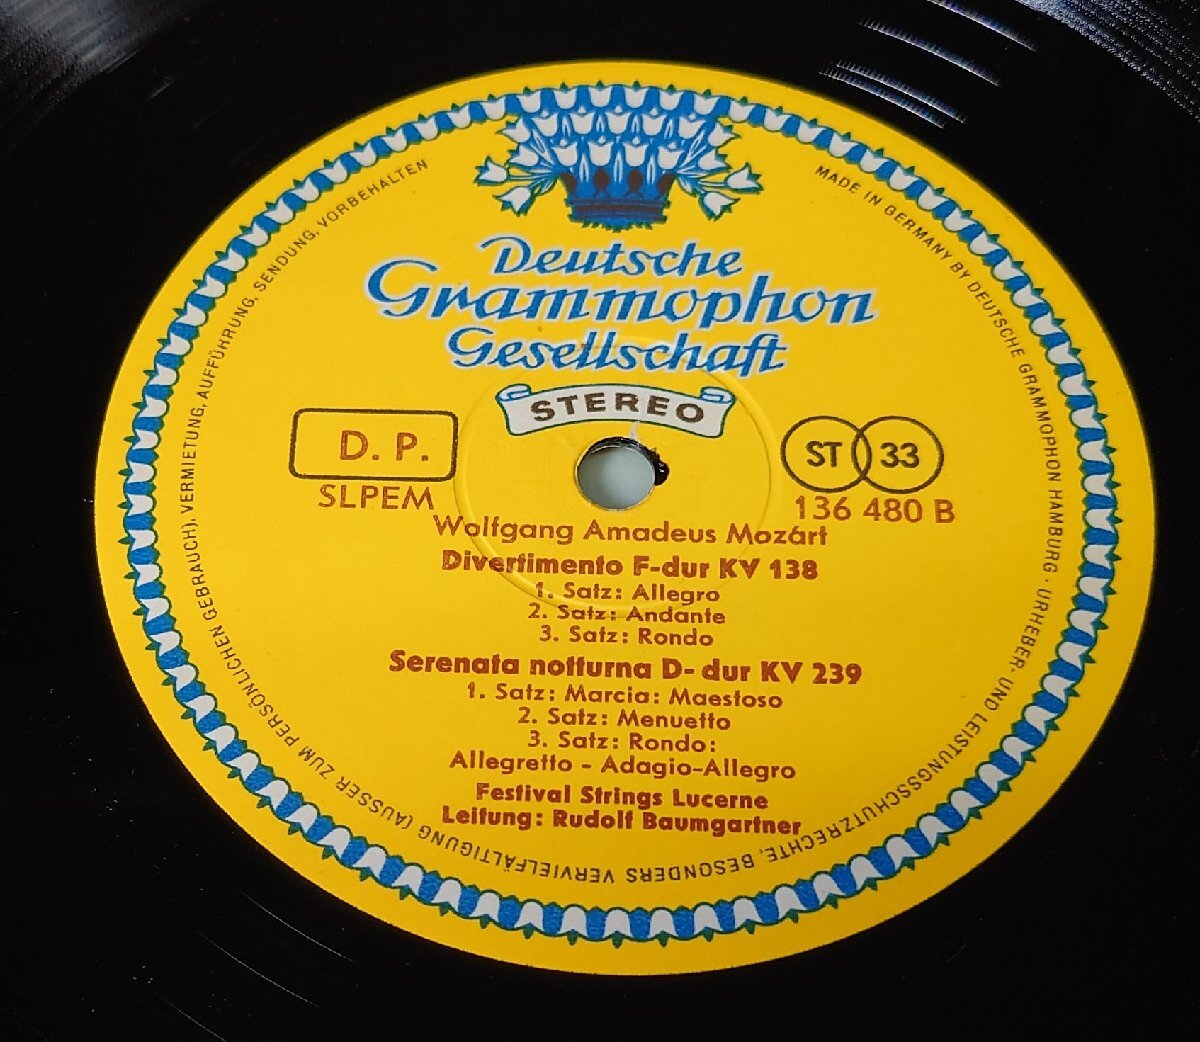 Deutsche
Grammophon
Gesellschaft
STEREO
D. P.
SLPEM
ST 33
136 480 B
Wolfgang Amadeus Mozart
Divertimento F-dur KV 138
1. Satz: Allegro
2. Satz: Andante
3. Satz: Rondo
Serenata notturna D- dur KV 239
1. Satz: Marcia: Maestoso
2. Satz: Menuetto
3. Satz: Rondo:
Allegretto - Adagio-Allegro
Festival Strings Lucerne
Leitung: Rudolf Baumgartner
MADE IN GERMANY BY DEUTSCHE GRAMMOPHON HAMBURG · URHEBER- UND LEISTUNGSSCHUTZRECHTE, BESONDERS VERVIELFÄLTIGUNG (AUSSER ZUM PERSÖNLICHEN GEBRAUCH), VERMIETUNG, AUFFÜHRUNG, SENDUNG, VORBEHALTEN